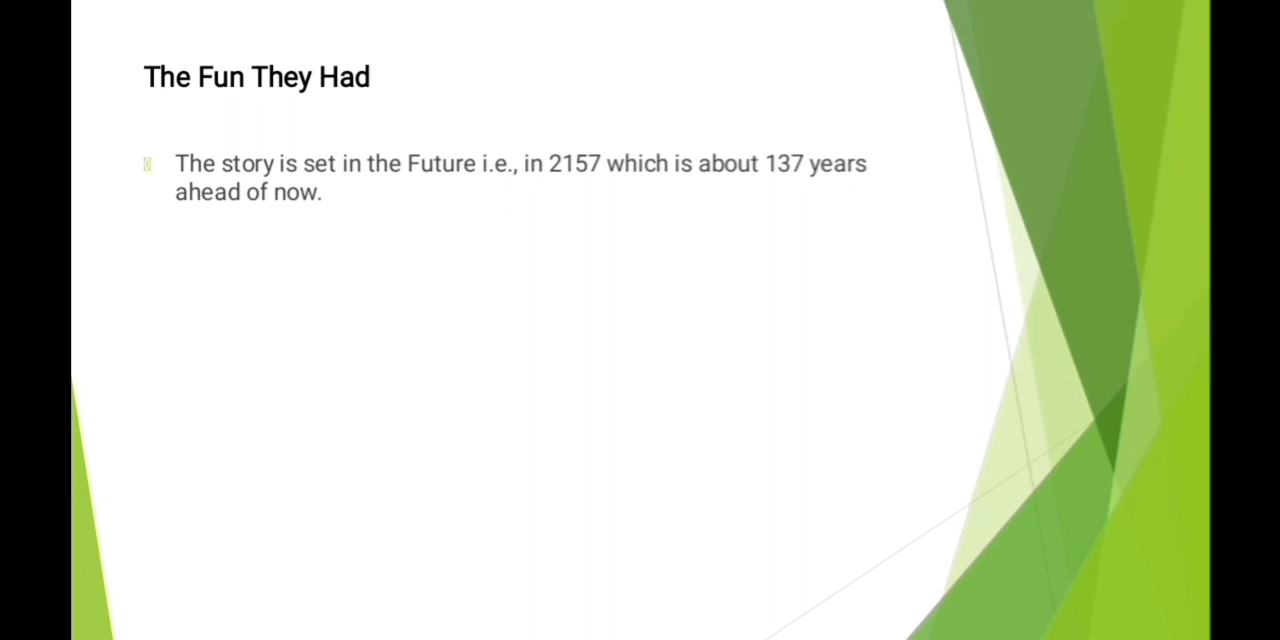 The Fun They Had
The story is set in the Future i.e., in 2157 which is about 137 years
ahead of now.